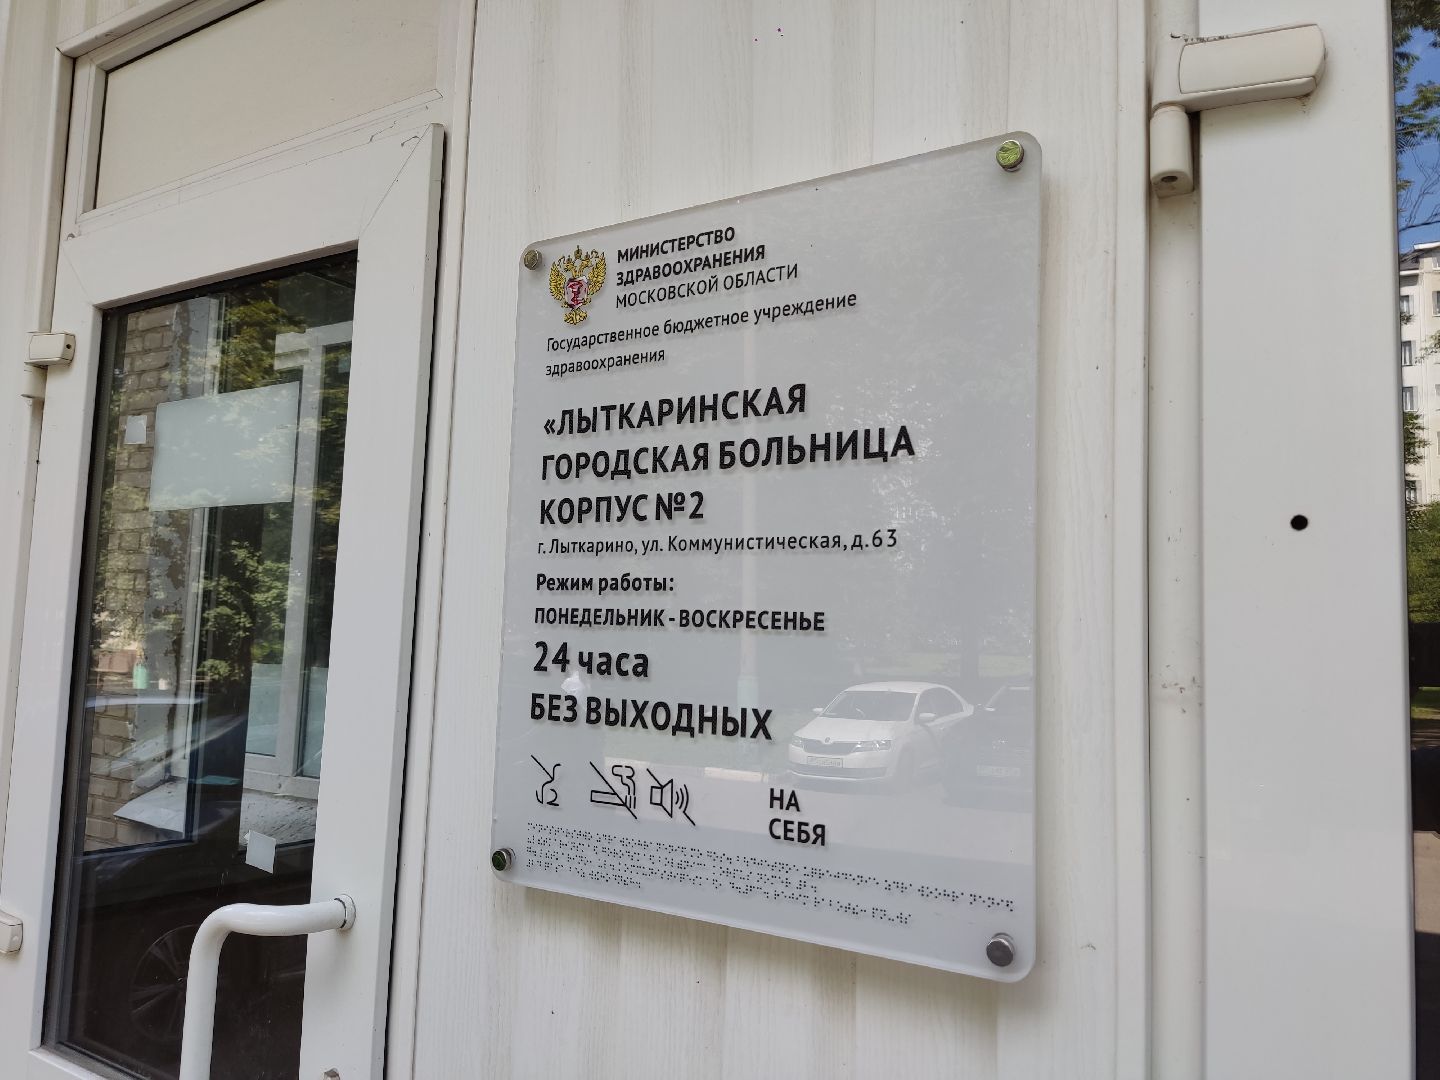 МИНИСТЕРСТВО
ЗДРАВООХРАНЕНИЯ
МОСКОВСКОЙ ОБЛАСТИ
Государственное бюджетное учреждение
здравоохранения
«ЛЫТКАРИНСКАЯ
ГОРОДСКАЯ БОЛЬНИЦА
КОРПУС №2
г. Лыткарино, ул. Коммунистическая, д.63
Режим работы:
ПОНЕДЕЛЬНИК - ВОСКРЕСЕНЬЕ
24 часа
БЕЗ ВЫХОДНЫХ
НА
СЕБЯ